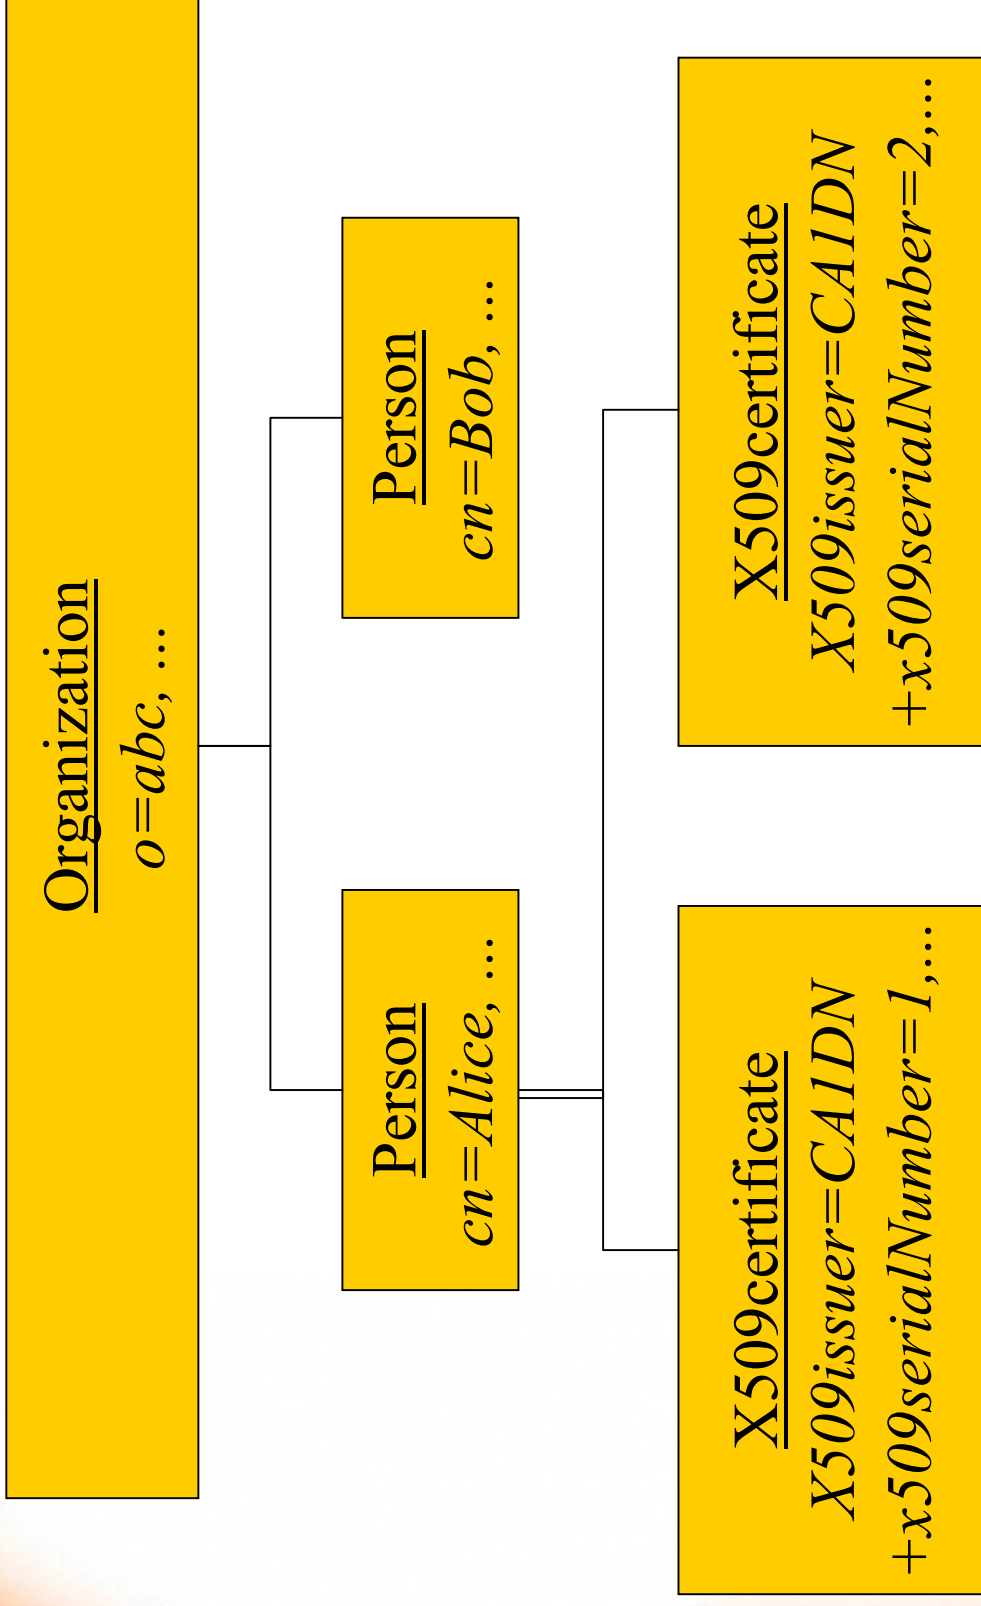 Organization
o=abc, ...
Person
cn=Alice, ...
Person
cn=Bob, ...
X509certificate
X509issuer=CA1DN
+x509serialNumber=1,...
X509certificate
X509issuer=CA1DN
+x509serialNumber=2,...